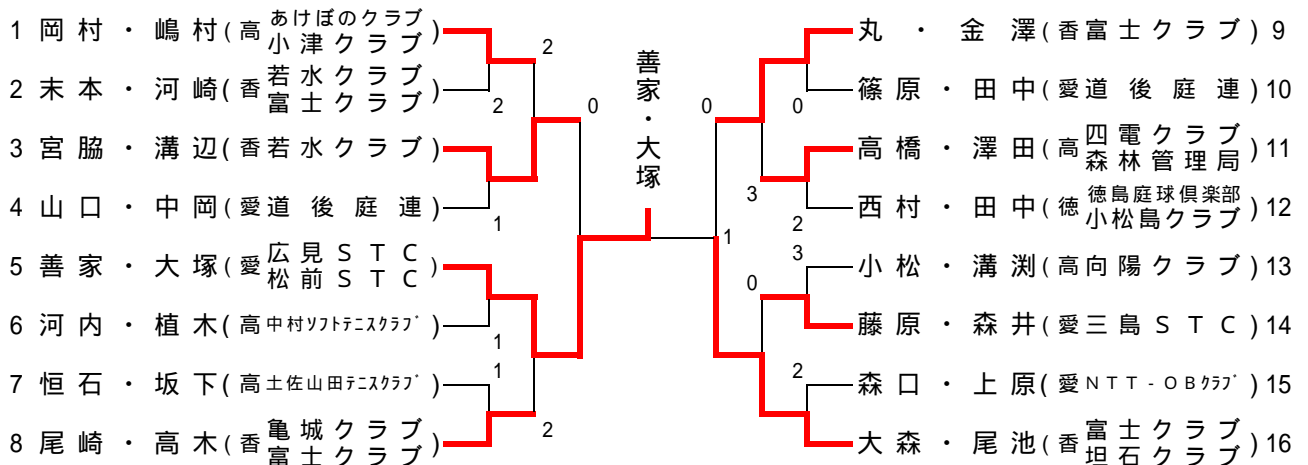 1 岡村・嶋村(高 あけぼのクラブ
小津クラブ)
2 末本・河崎(香 若水クラブ
富士クラブ)
3 宮脇・溝辺(香若水クラブ)
4 山口・中岡(愛道後庭連)
5 善家・大塚(愛 広見STC
松前STC)
6 河内・植木(高中村ソフトテニスクラブ)
7 恒石・坂下(高土佐山田テニスクラブ)
8 尾崎・高木(香 亀城クラブ
富士クラブ)
2
2
0
1
1
1
2
善家・大塚
0
0
3
2
1
3
0
2
丸・金澤(香富士クラブ) 9
篠原・田中(愛道後庭連) 10
高橋・澤田(高 四電クラブ
森林管理局) 11
西村・田中(徳 徳島庭球倶楽部
小松島クラブ) 12
小松・溝渕(高向陽クラブ) 13
藤原・森井(愛三島STC) 14
森口・上原(愛NTT-OBクラブ) 15
大森・尾池(香 富士クラブ
坦石クラブ) 16